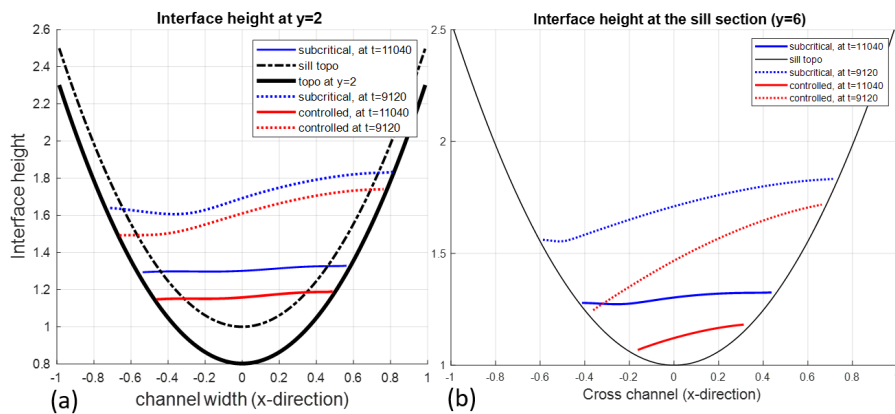 Interface height at y=2
2.6
2.4
2.2
2
1.8
1.6
1.4
1.2
1
0.8
Interface height
subcritical, at t=11040
sill topo
topo at y=2
subcritical, at t=9120
controlled, at t=11040
controlled at t=9120
-1 -0.8 -0.6 -0.4 -0.2 0 0.2 0.4 0.6 0.8 1
(a)
channel width (x-direction)
Interface height at the sill section (y=6)
2.5
2
1.5
1
subcritical, at t=11040
sill topo
subcritical, at t=9120
controlled at t=11040
controlled, at t=9120
-1 -0.8 -0.6 -0.4 -0.2 0 0.2 0.4 0.6 0.8
(b)
Cross channel (x-direction)